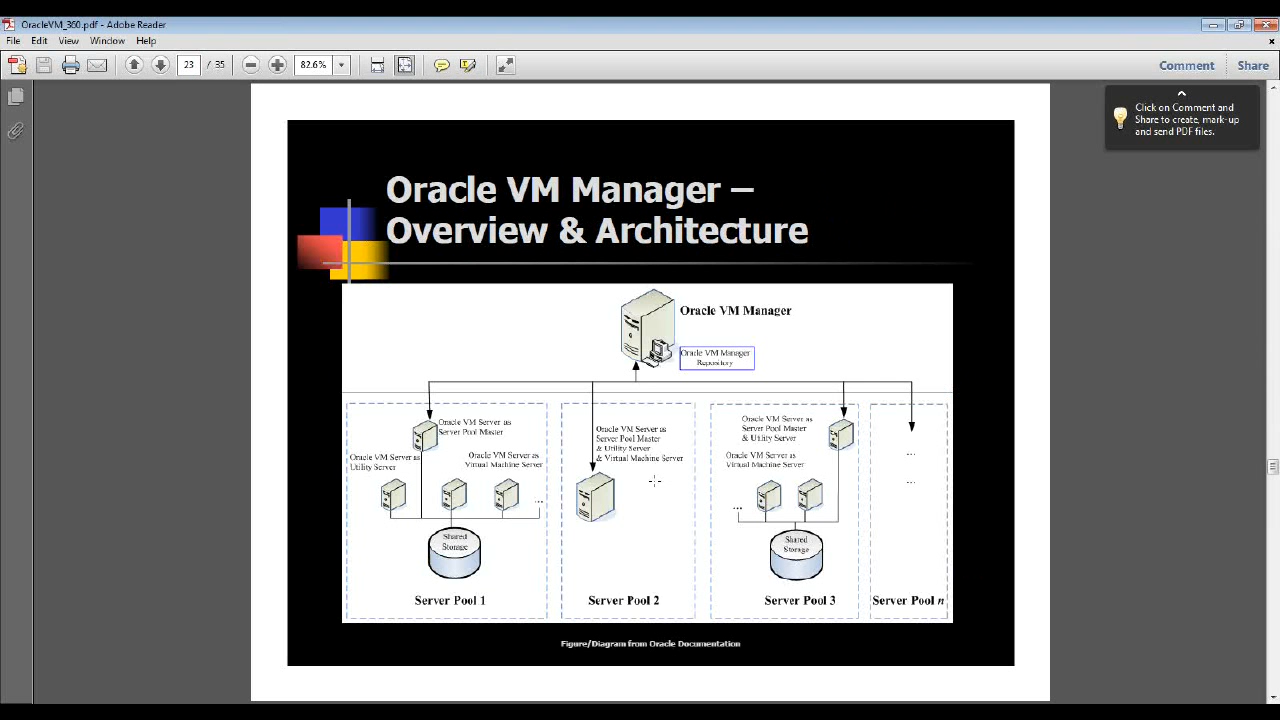 OracleVM_360.pdf - Adobe Reader
File Edit View Window Help
23 / 35
82.6%
Comment
Share
Click on Comment and
Share to create, mark-up
and send PDF files.
Oracle VM Manager –
Overview & Architecture
Oracle VM Manager
Oracle VM Manager
Repository
Oracle VM Server as
Server Pool Master
Oracle VM Server as
Utility Server
Oracle VM Server as
Virtual Machine Server
...
Shared
Storage
Server Pool 1
Oracle VM Server as
Server Pool Master
& Utility Server
& Virtual Machine Server
Server Pool 2
Oracle VM Server as
Server Pool Master
& Utility Server
Oracle VM Server as
Virtual Machine Server
...
Shared
Storage
Server Pool 3
...
...
Server Pool n
Figure/Diagram from Oracle Documentation